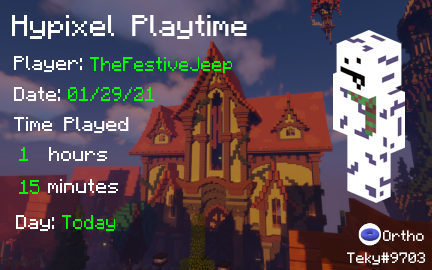 Hypixel Playtime
Player: TheFestiveJeep
Date: 01/29/21
Time Played
1 hours
15 minutes
Day: Today
Ortho
Teky#9703